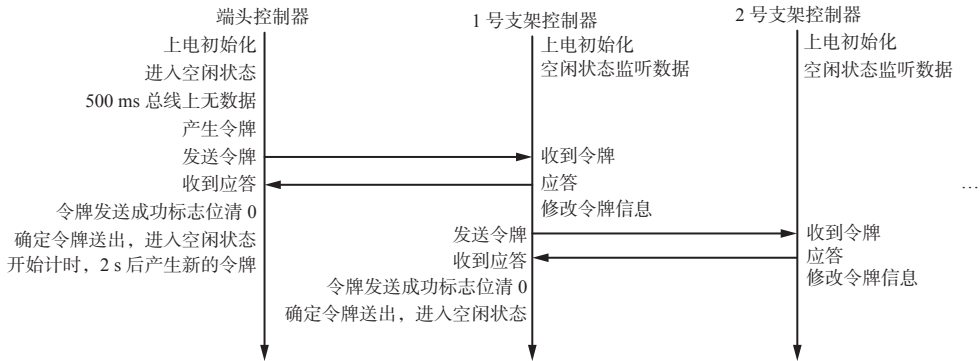 端头控制器
上电初始化
进入空闲状态
500 ms 总线上无数据
产生令牌
发送令牌
收到应答
令牌发送成功标志位清 0
确定令牌送出，进入空闲状态
开始计时，2 s 后产生新的令牌
1 号支架控制器
上电初始化
空闲状态监听数据
收到令牌
应答
修改令牌信息
发送令牌
收到应答
令牌发送成功标志位清 0
确定令牌送出，进入空闲状态
2 号支架控制器
上电初始化
空闲状态监听数据
收到令牌
应答
修改令牌信息
…